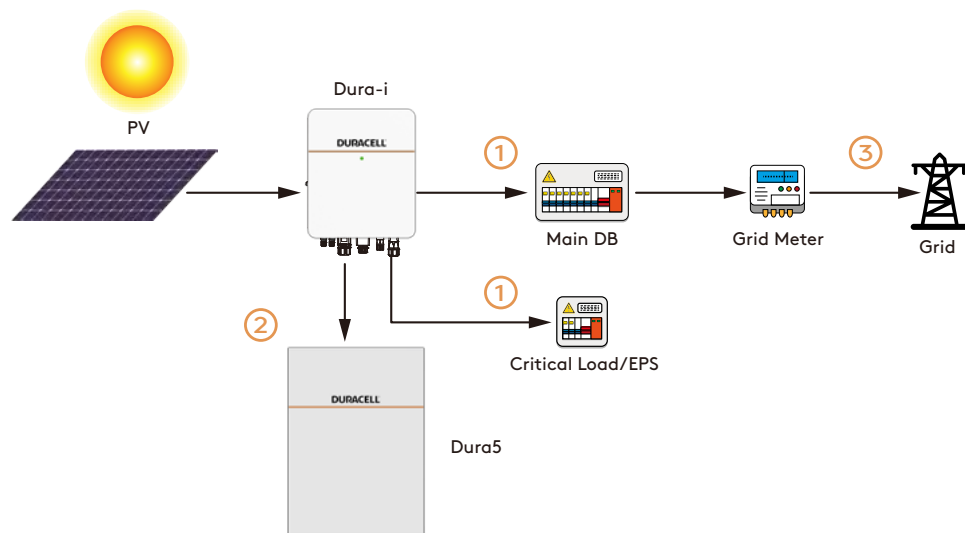 PV
Dura-i
DURACELL
1
Main DB
Grid Meter
3
Grid
1
Critical Load/EPS
2
DURACELL
Dura5